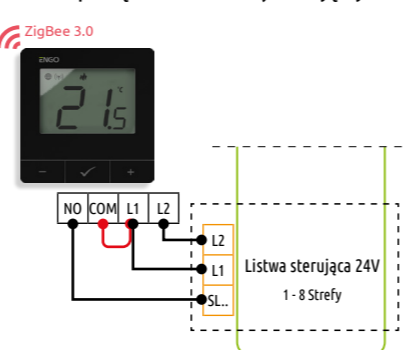 ZigBee 3.0
ENGO
21.5 °c
- ✓ +
NO COM L1 L2
L2
L1
SL..
Listwa sterująca 24V
1 - 8 Strefy